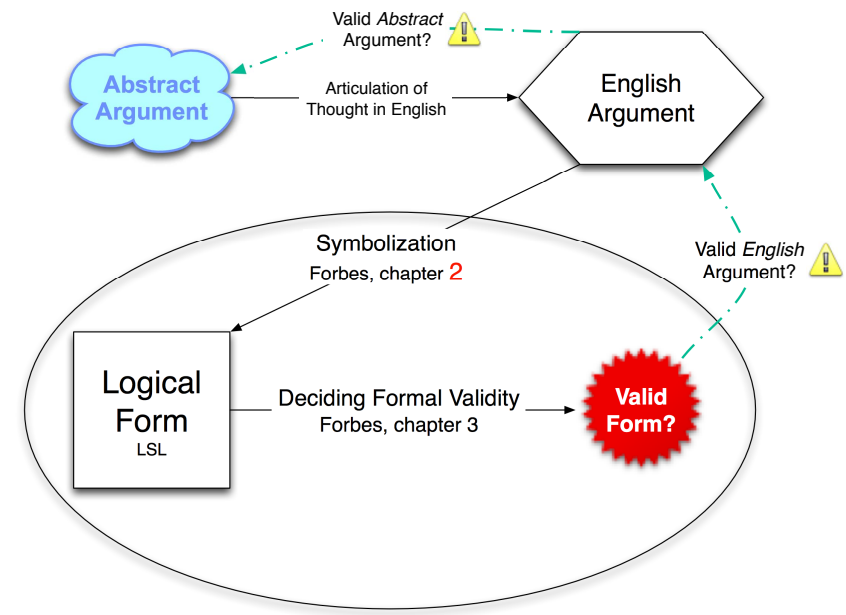 Valid Abstract
Argument?
Abstract
Argument
Articulation of
Thought in English
English
Argument
Symbolization
Forbes, chapter 2
Valid English
Argument?
Logical
Form
LSL
Deciding Formal Validity
Forbes, chapter 3
Valid
Form?